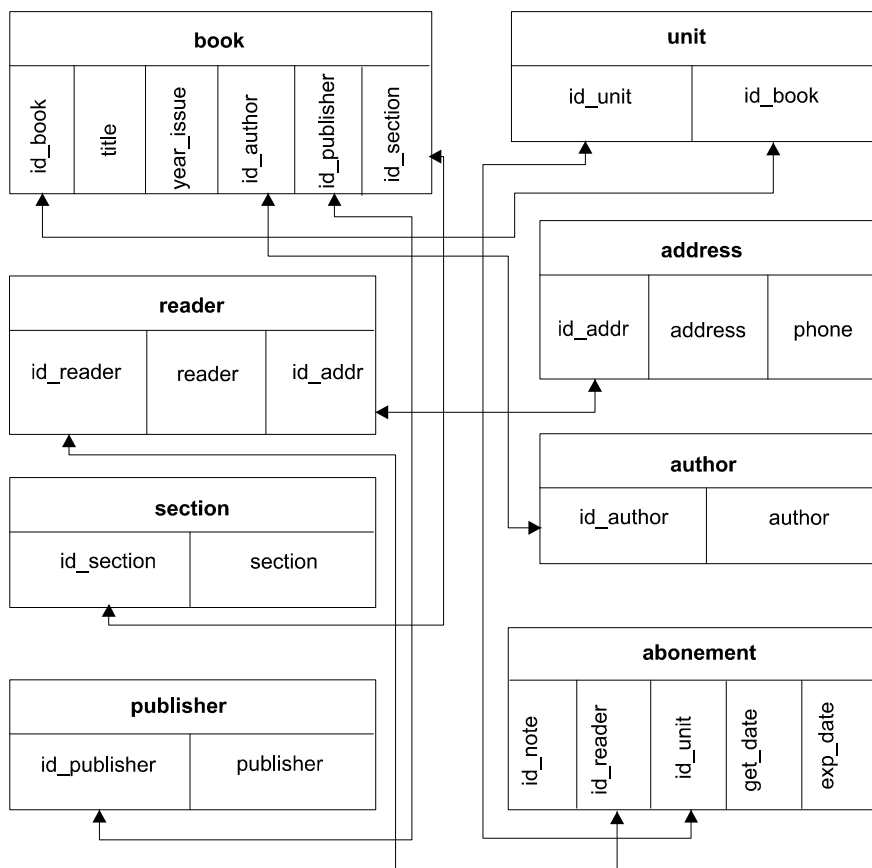 book
id_book
title
year_issue
id_author
id_publisher
id_section
unit
id_unit id_book
address
id_addr address phone
reader
id_reader reader id_addr
author
id_author author
section
id_section section
abonement
id_note
id_reader
id_unit
get_date
exp_date
publisher
id_publisher publisher